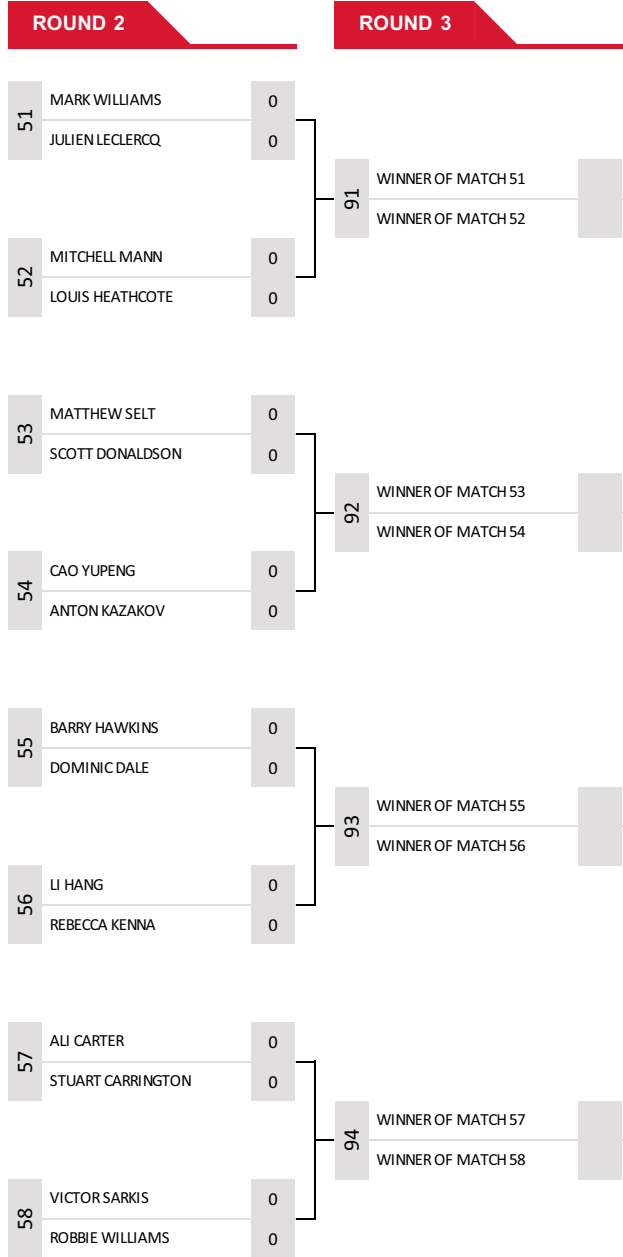 ROUND 2
ROUND 3
51
MARK WILLIAMS 0
JULIEN LECLERCQ 0
52
MITCHELL MANN 0
LOUIS HEATHCOTE 0
91
WINNER OF MATCH 51
WINNER OF MATCH 52
53
MATTHEW SELT 0
SCOTT DONALDSON 0
54
CAO YUPENG 0
ANTON KAZAKOV 0
92
WINNER OF MATCH 53
WINNER OF MATCH 54
55
BARRY HAWKINS 0
DOMINIC DALE 0
56
LI HANG 0
REBECCA KENNA 0
93
WINNER OF MATCH 55
WINNER OF MATCH 56
57
ALI CARTER 0
STUART CARRINGTON 0
58
VICTOR SARKIS 0
ROBBIE WILLIAMS 0
94
WINNER OF MATCH 57
WINNER OF MATCH 58